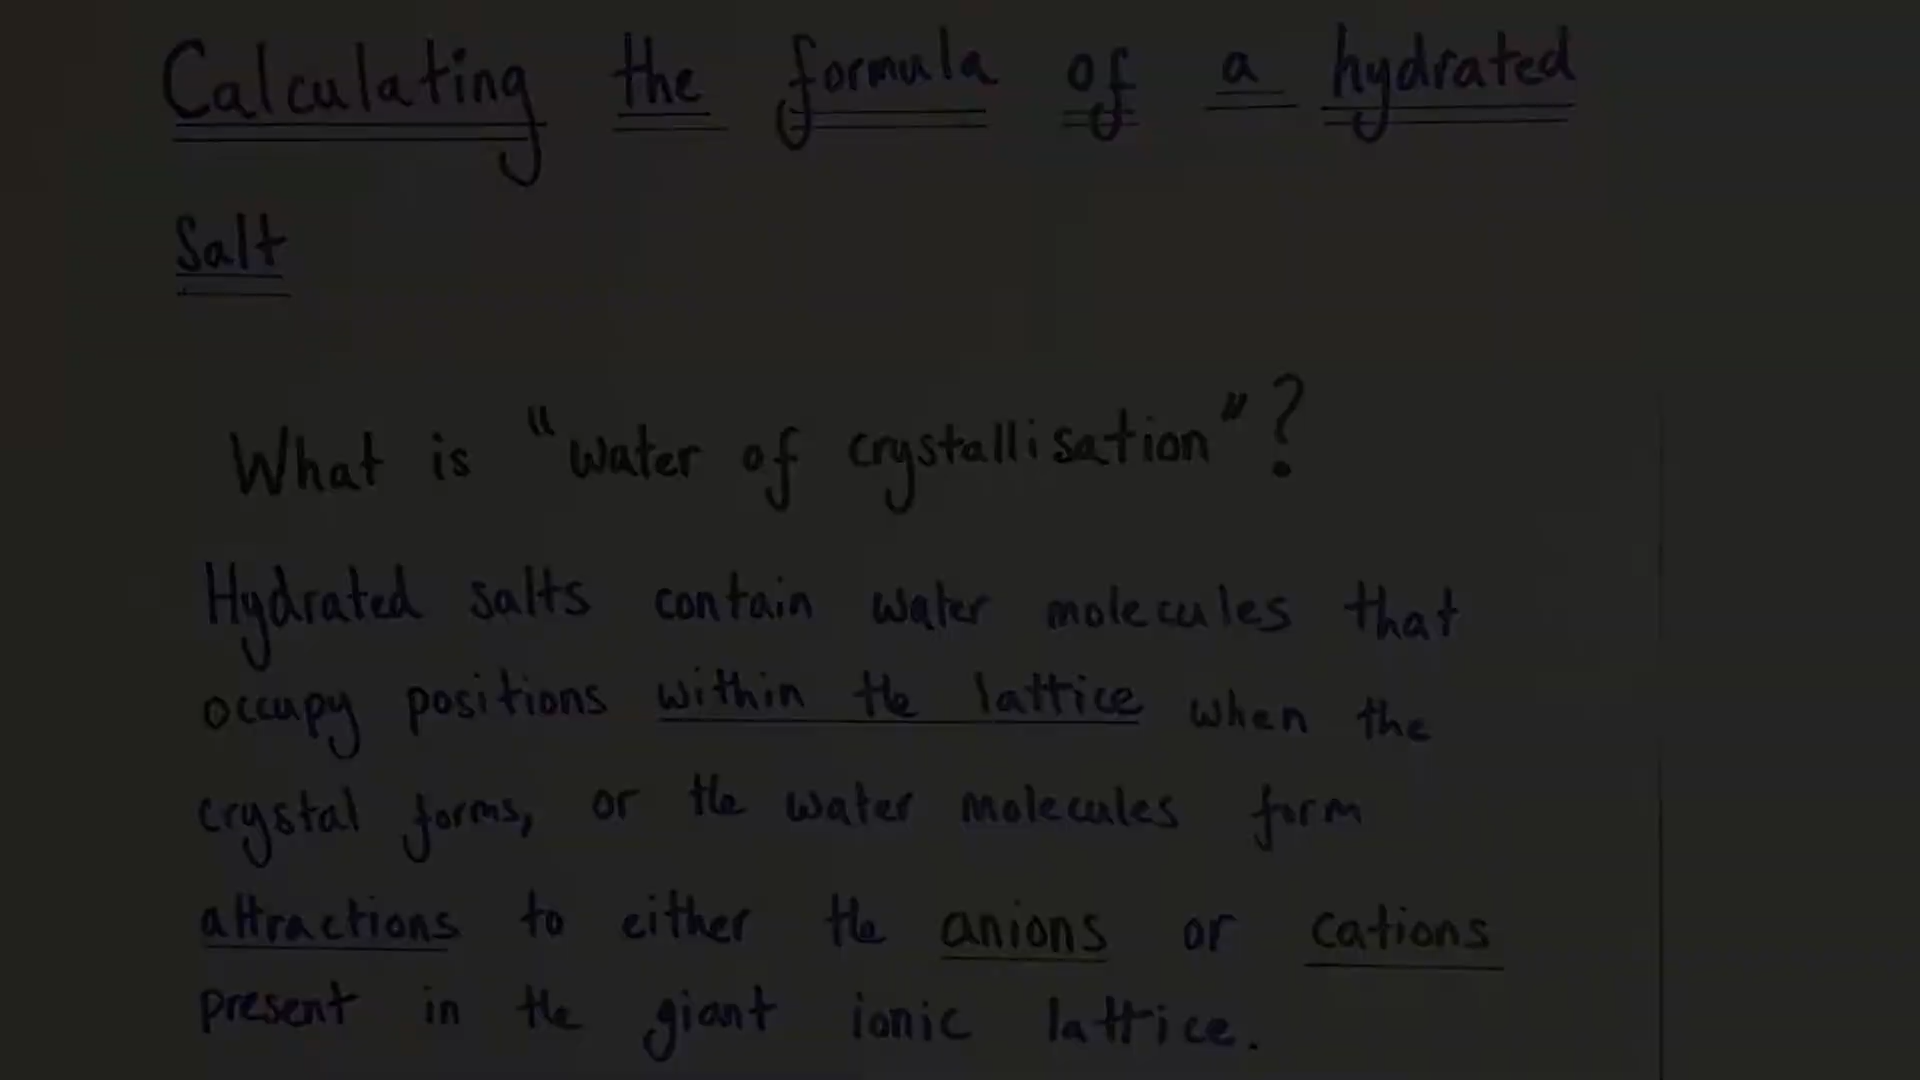 Calculating the formula of a hydrated
Salt
What is "water of crystallisation"?
Hydrated salts contain water molecules that
occupy positions within the lattice when the
crystal forms, or the water molecules form
attractions to either the anions or cations
present in the giant ionic lattice.